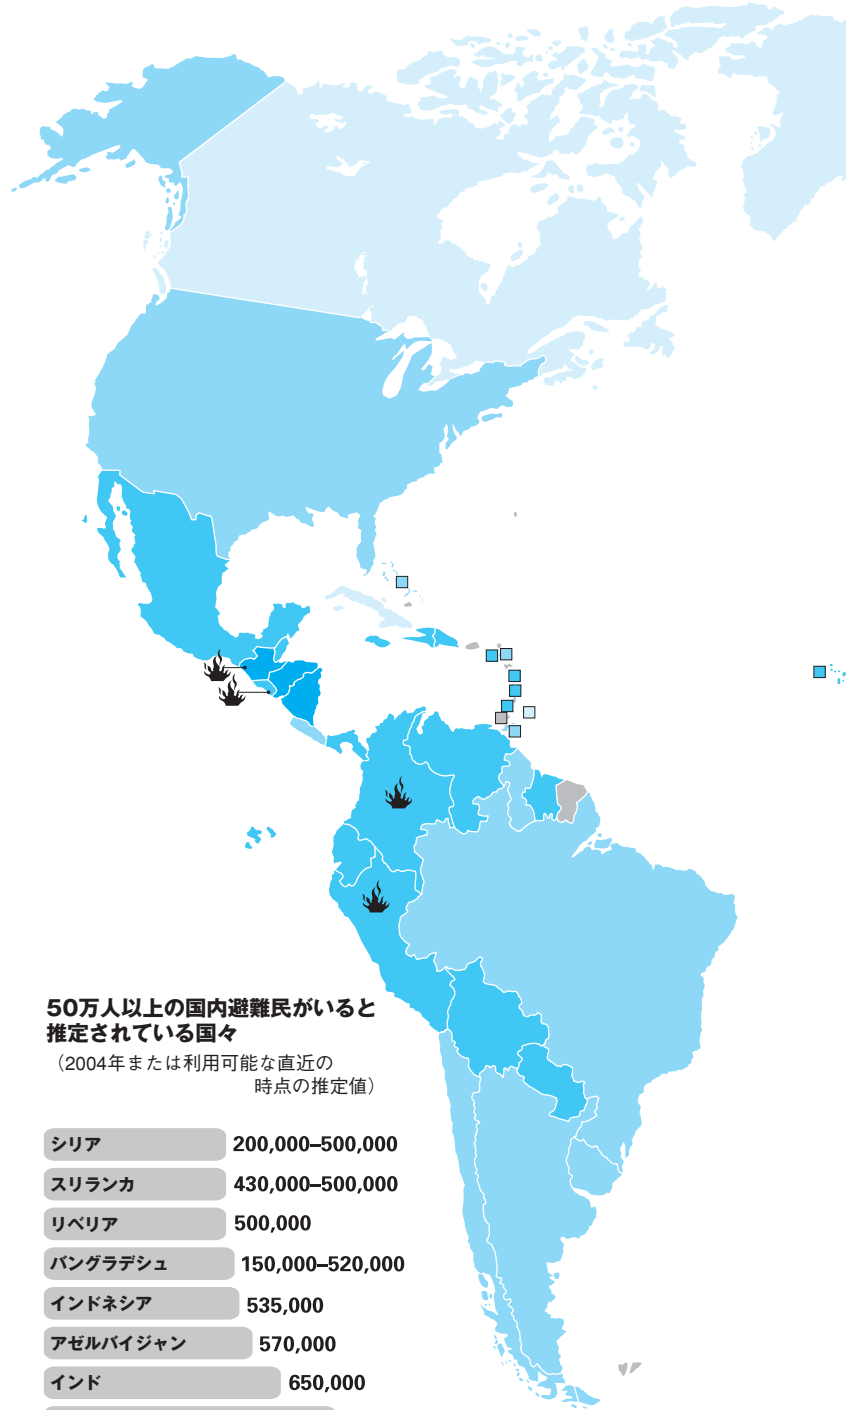 50万人以上の国内避難民がいると
推定されている国々
（2004年または利用可能な直近の
時点の推定値）
シリア 200,000–500,000
スリランカ 430,000–500,000
リベリア 500,000
バングラデシュ 150,000–520,000
インドネシア 535,000
アゼルバイジャン 570,000
インド 650,000